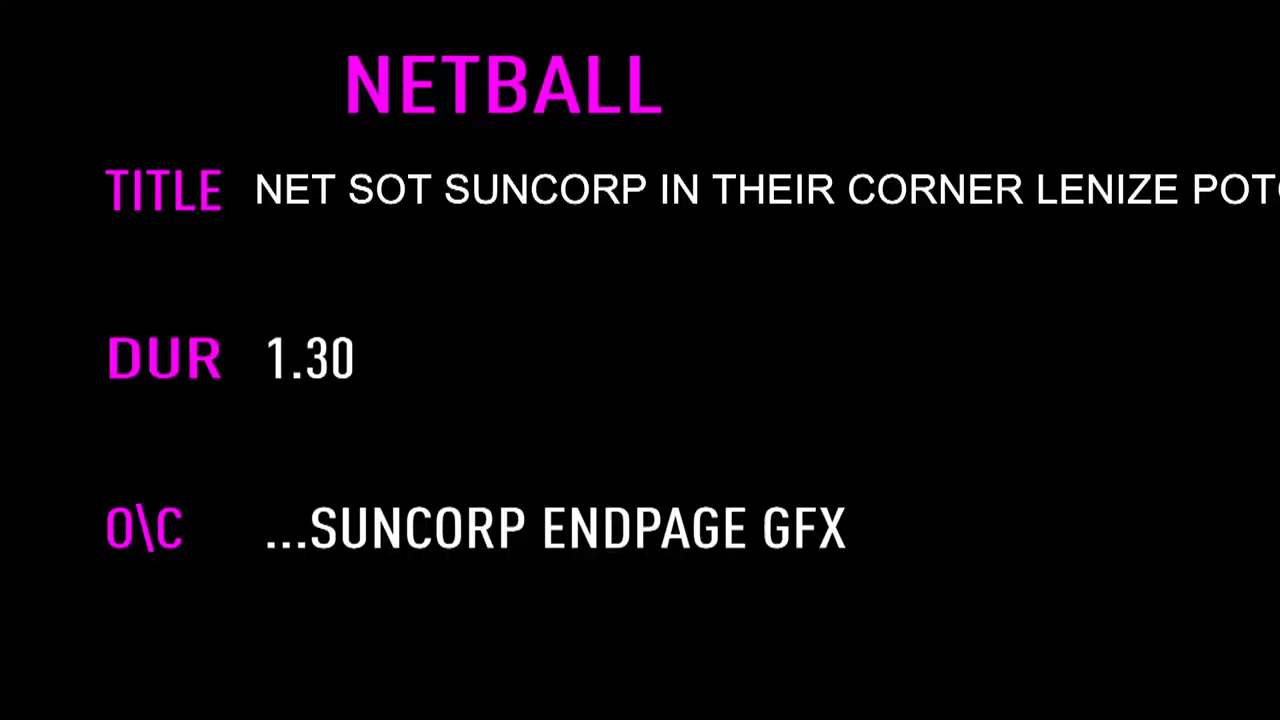 NETBALL
TITLE NET SOT SUNCORP IN THEIR CORNER LENIZE
DUR 1.30
O\C ...SUNCORP ENDPAGE GFX